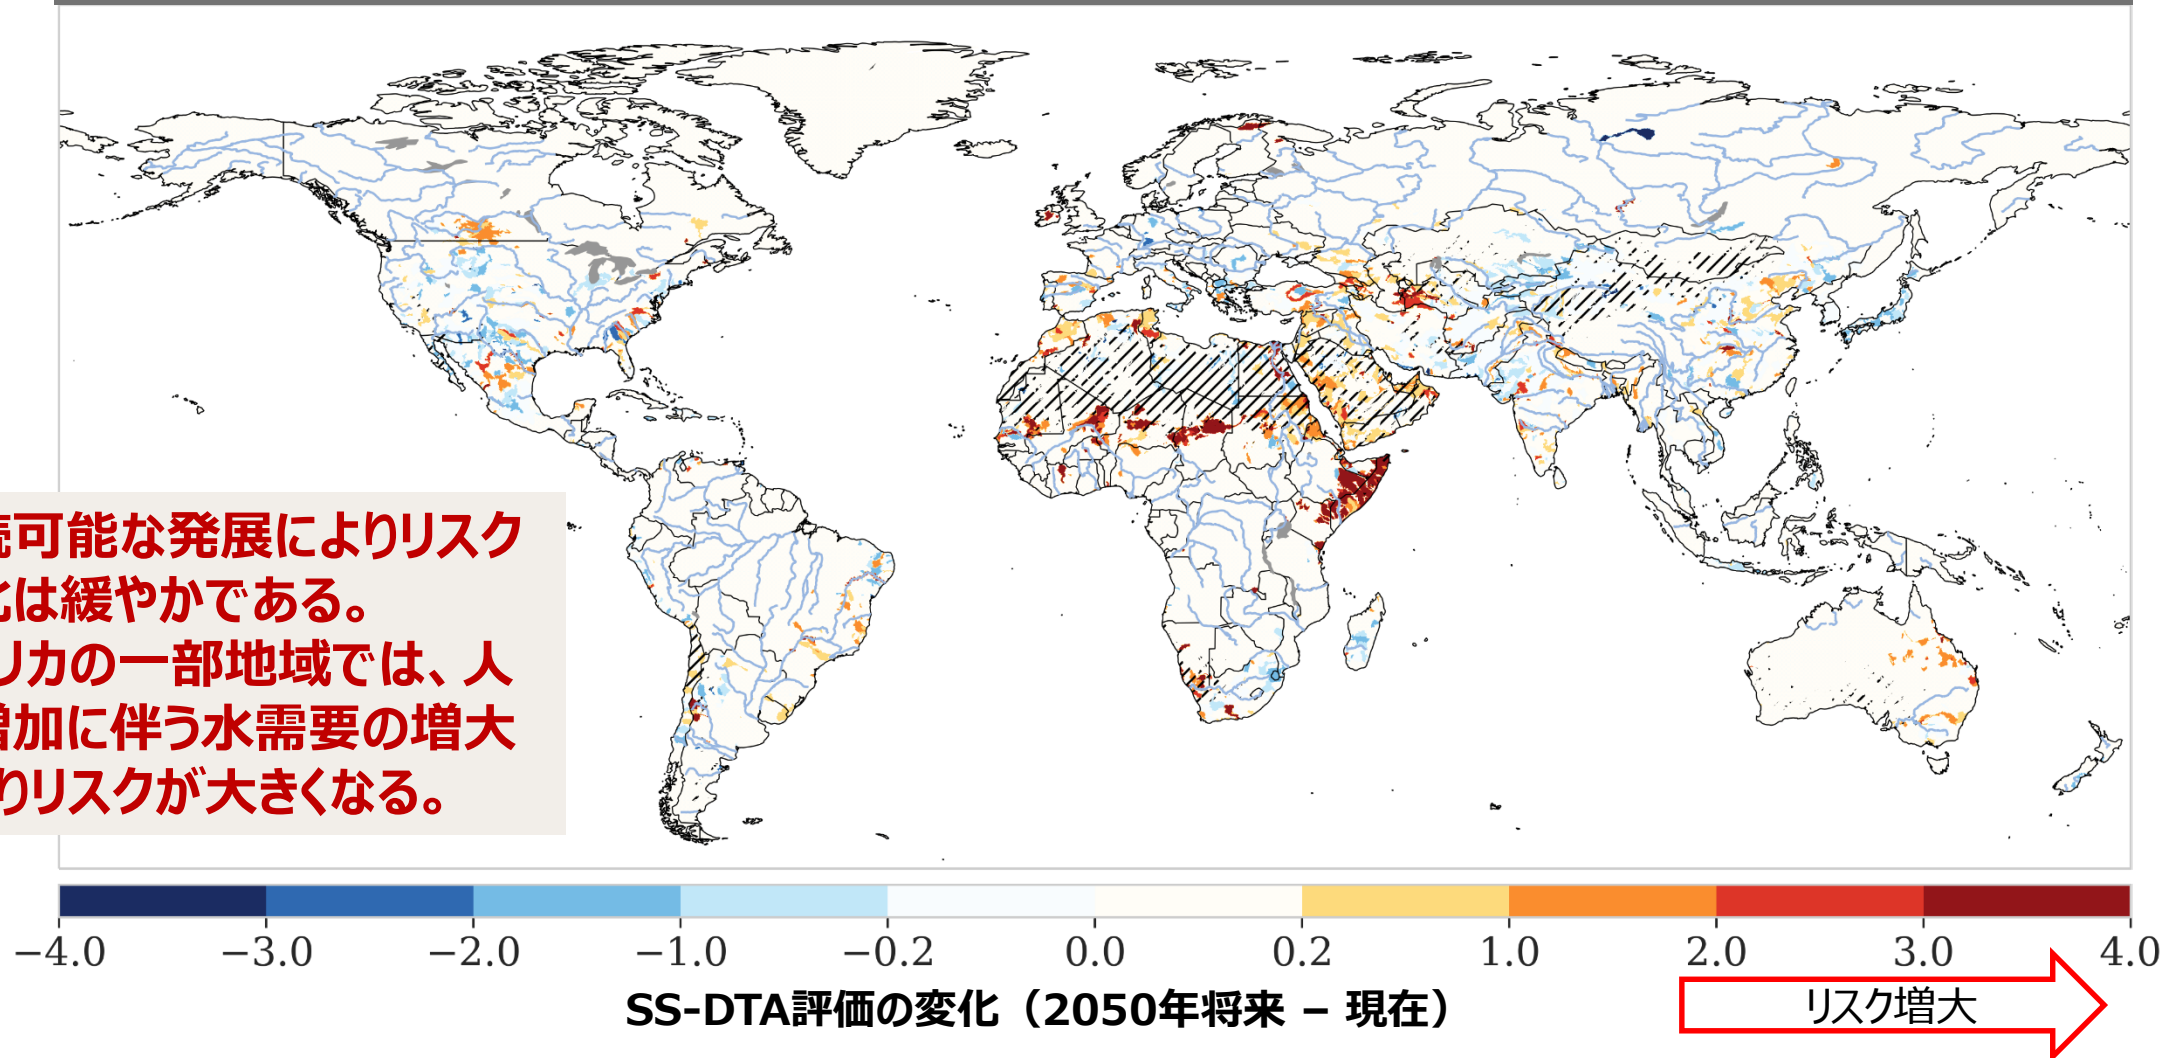 可能な発展によりリスク
は緩やかである。
リカの一部地域では、人
増加に伴う水需要の増大
りリスクが大きくなる。
−4.0 −3.0 −2.0 −1.0 −0.2 0.0 0.2 1.0 2.0 3.0 4.0
SS-DTA評価の変化（2050年将来 – 現在）
リスク増大